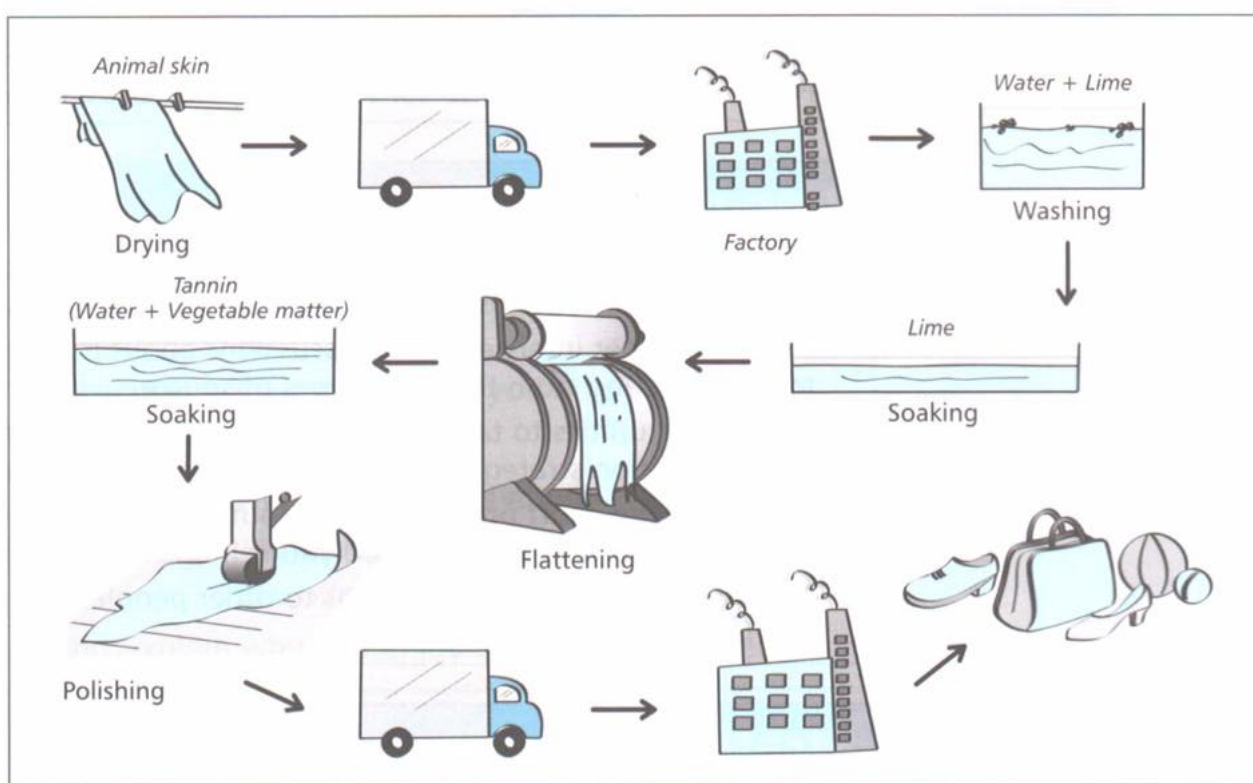 Animal skin
Drying
Factory
Water + Lime
Washing
Lime
Soaking
Flattening
Tannin
(Water + Vegetable matter)
Soaking
Polishing